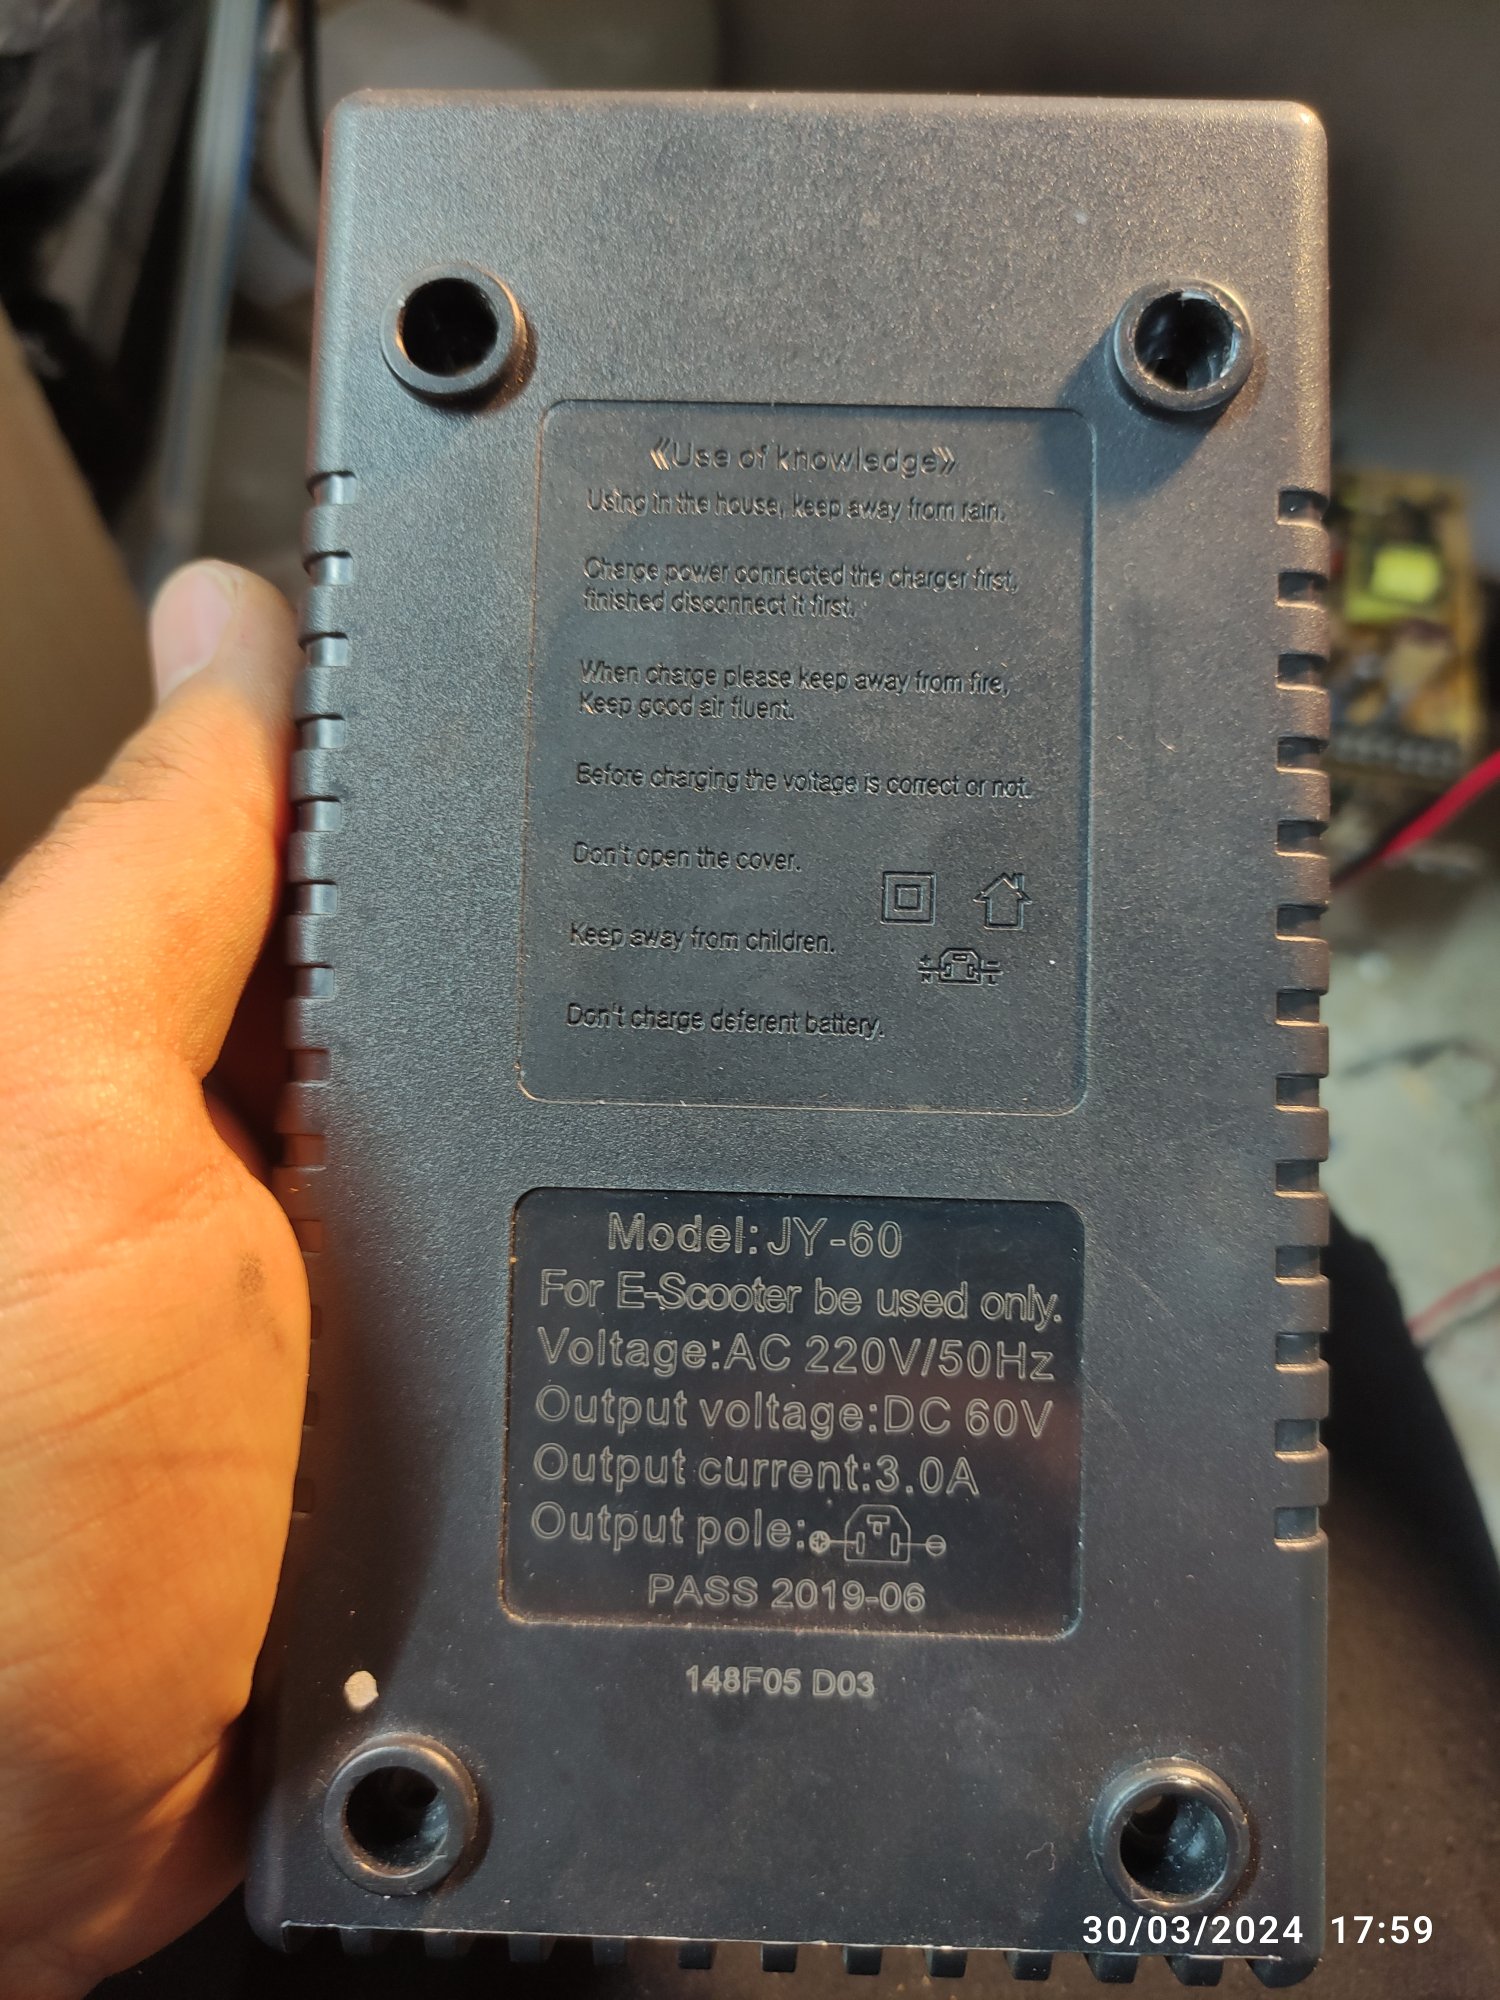 《Use of knowledge》
Using in the house, keep away from rain.
Charge power connected the charger first,
finished disconnect it first.
When charge please keep away from fire,
Keep good air fluent.
Before charging the voltage is correct or not.
Don't open the cover.
Keep away from children.
+ -
N L
Don't charge deferent battery.
Model:JY-60
For E-Scooter be used only.
Voltage:AC 220V/50Hz
Output voltage:DC 60V
Output current:3.0A
Output pole:
PASS 2019-06
148F05 D03
30/03/2024 17:59